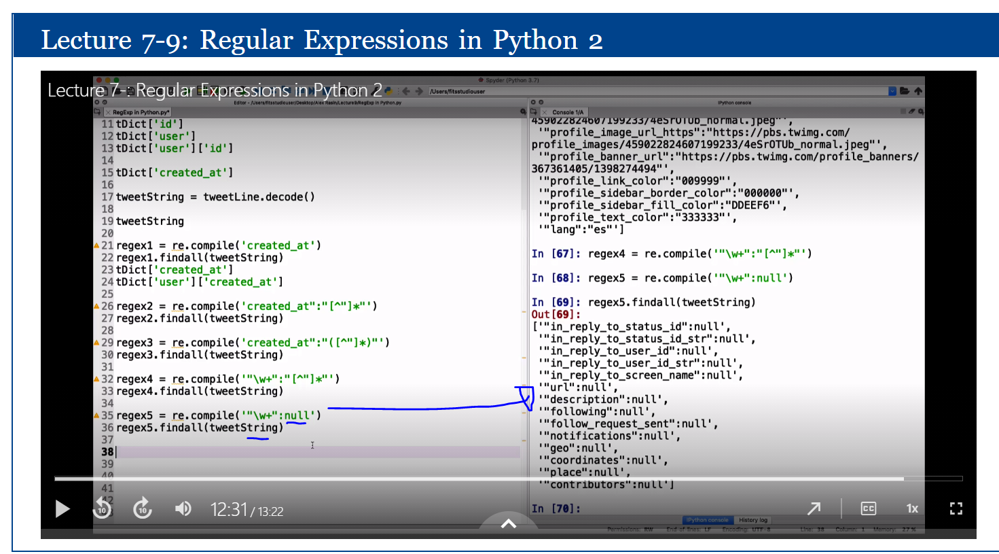 Lecture 7-9: Regular Expressions in Python 2
Spyder (Python 3.7)
Lecture 7-: Regular Expressions in Python 2
/Users/fitsstudiouser
Editor - /Users/fitsstudiouser/Desktop/Alex Rasin/Lecture9/RegExp in Python.py
RegExp in Python.py*
11 tDict['id']
12 tDict['user']
13 tDict['user']['id']
14
15 tDict['created_at']
16
17 tweetString = tweetLine.decode()
18
19 tweetString
20
21 regex1 = re.compile('created_at')
22 regex1.findall(tweetString)
23 tDict['created_at']
24 tDict['user']['created_at']
25
26 regex2 = re.compile('created_at":"[^"]*"')
27 regex2.findall(tweetString)
28
29 regex3 = re.compile('created_at":"([^"]*)"')
30 regex3.findall(tweetString)
31
32 regex4 = re.compile('"\w+":"[^"]*"')
33 regex4.findall(tweetString)
34
35 regex5 = re.compile('"\w+":null')
36 regex5.findall(tweetString)
37
38
39
40
41
42
IPython console
Console 1/A
459022824607199233/4eSrOTUb_normal.jpeg"',
'"profile_image_url_https":"https://pbs.twimg.com/
profile_images/459022824607199233/4eSrOTUb_normal.jpeg"',
'"profile_banner_url":"https://pbs.twimg.com/profile_banners/
367361405/1398274494"',
'"profile_link_color":"009999"',
'"profile_sidebar_border_color":"000000"',
'"profile_sidebar_fill_color":"DDEEF6"',
'"profile_text_color":"333333"',
'"lang":"es"']
In [67]: regex4 = re.compile('"\w+":"[^"]*"')
In [68]: regex5 = re.compile('"\w+":null')
In [69]: regex5.findall(tweetString)
Out[69]:
['"in_reply_to_status_id":null',
'"in_reply_to_status_id_str":null',
'"in_reply_to_user_id":null',
'"in_reply_to_user_id_str":null',
'"in_reply_to_screen_name":null',
'"url":null',
'"description":null',
'"following":null',
'"follow_request_sent":null',
'"notifications":null',
'"geo":null',
'"coordinates":null',
'"place":null',
'"contributors":null']
In [70]:
10
10
12:31 / 13:22
CC
1x
IPython console
History log
Permissions: RW
End-of-lines: LF
Encoding: UTF-8
Line: 38
Column: 1
Memory: 27 %